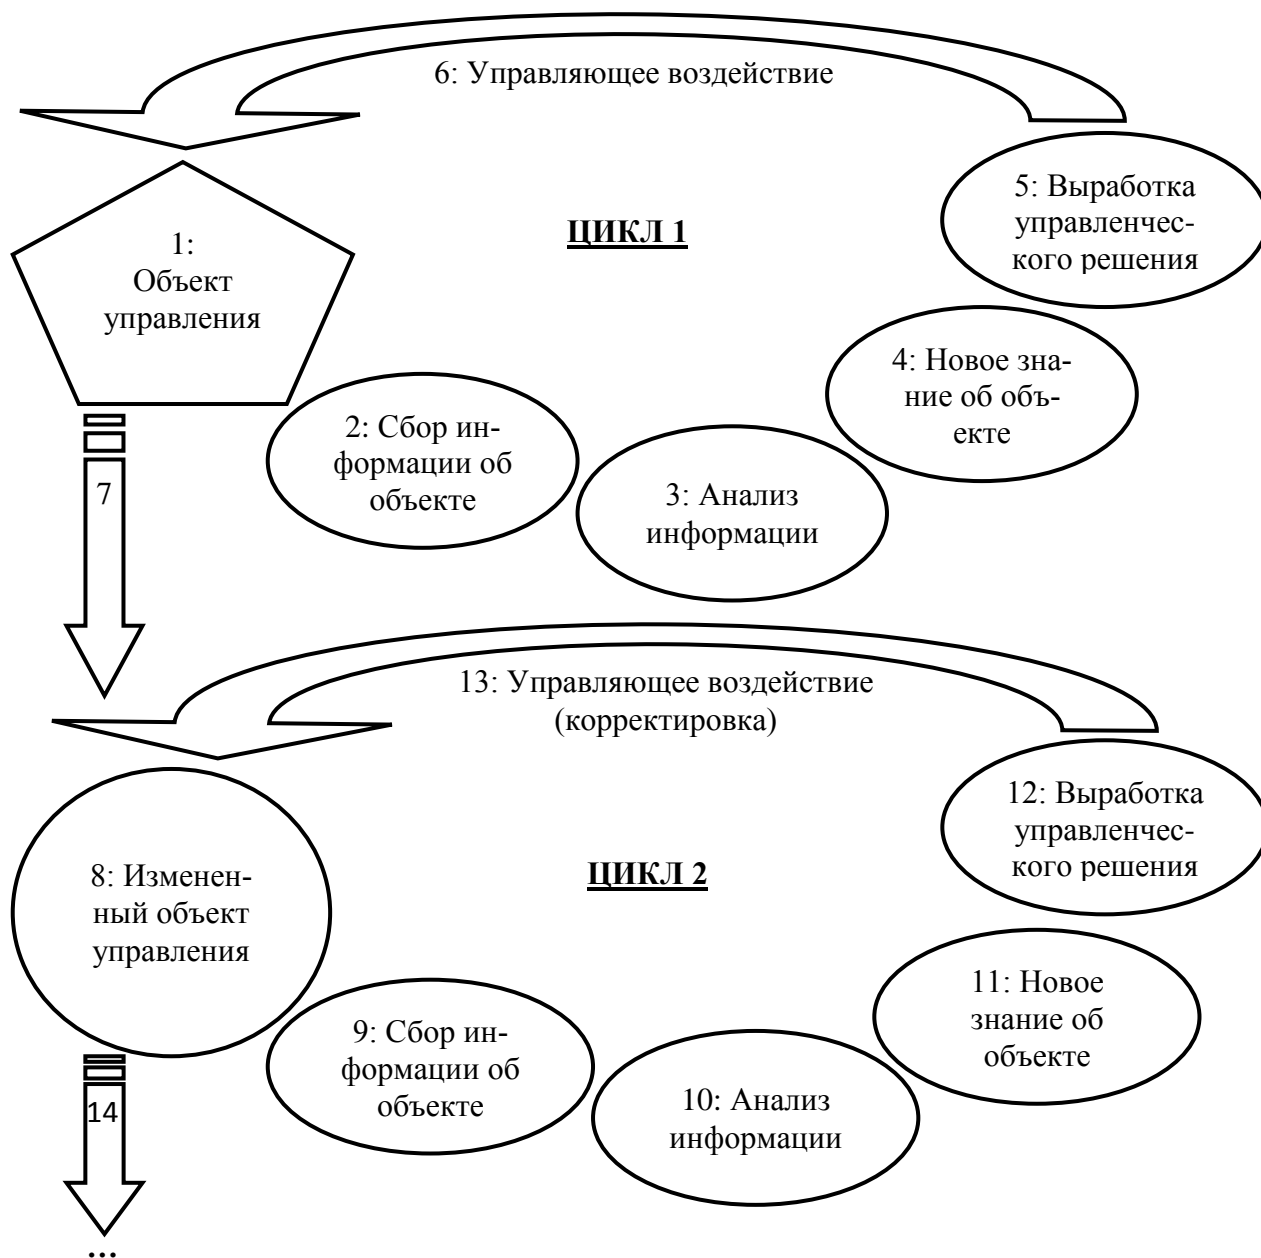 6: Управляющее воздействие
5: Выработка
управленчес-
кого решения
ЦИКЛ 1
1:
Объект
управления
4: Новое зна-
ние об объ-
екте
2: Сбор ин-
формации об
объекте
3: Анализ
информации
7
13: Управляющее воздействие
(корректировка)
12: Выработка
управленчес-
кого решения
ЦИКЛ 2
8: Изменен-
ный объект
управления
11: Новое
знание об
объекте
9: Сбор ин-
формации об
объекте
10: Анализ
информации
14
...